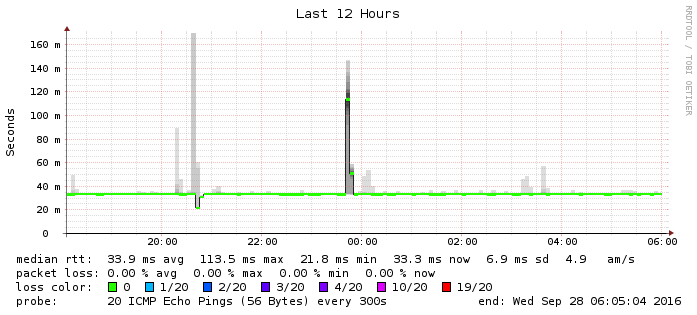 Last 12 Hours
RRDTOOL / TOBI OETIKER
Seconds
160 m
140 m
120 m
100 m
80 m
60 m
40 m
20 m
0
20:00 22:00 00:00 02:00 04:00 06:00
median rtt: 33.9 ms avg 113.5 ms max 21.8 ms min 33.3 ms now 6.9 ms sd 4.9 am/s
packet loss: 0.00 % avg 0.00 % max 0.00 % min 0.00 % now
loss color: 0 1/20 2/20 3/20 4/20 10/20 19/20
probe: 20 ICMP Echo Pings (56 Bytes) every 300s end: Wed Sep 28 06:05:04 2016